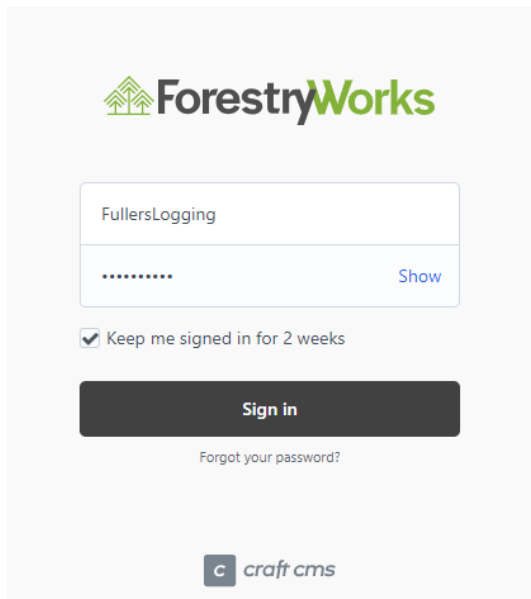 ForestryWorks
FullersLogging
•••••••••• Show
Keep me signed in for 2 weeks
Sign in
Forgot your password?
c craft cms